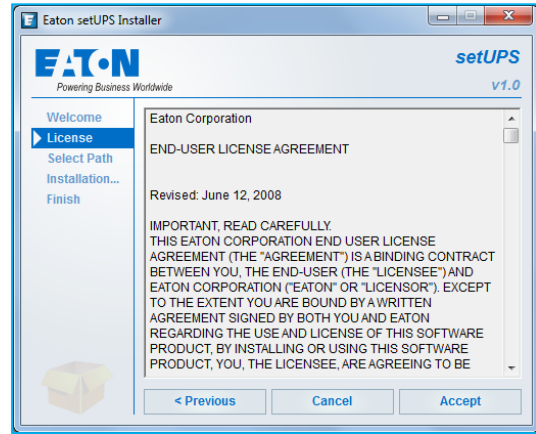 Eaton setUPS Installer
EATON
Powering Business Worldwide
setUPS
v1.0
Welcome
License
Select Path
Installation...
Finish
Eaton Corporation
END-USER LICENSE AGREEMENT
Revised: June 12, 2008
IMPORTANT, READ CAREFULLY.
THIS EATON CORPORATION END USER LICENSE
AGREEMENT (THE "AGREEMENT") IS A BINDING CONTRACT
BETWEEN YOU, THE END-USER (THE "LICENSEE") AND
EATON CORPORATION ("EATON" OR "LICENSOR"). EXCEPT
TO THE EXTENT YOU ARE BOUND BY A WRITTEN
AGREEMENT SIGNED BY BOTH YOU AND EATON
REGARDING THE USE AND LICENSE OF THIS SOFTWARE
PRODUCT, BY INSTALLING OR USING THIS SOFTWARE
PRODUCT, YOU, THE LICENSEE, ARE AGREEING TO BE
< Previous
Cancel
Accept